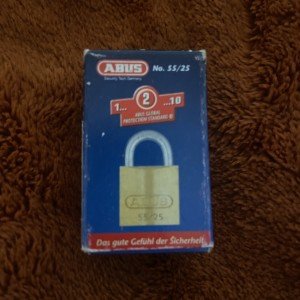 ABUS No. 55/25
Security Tech Germany
1... 2 ...10
ABUS GLOBAL
PROTECTION STANDARD ®
ABUS
55/25
Das gute Gefühl der Sicherheit